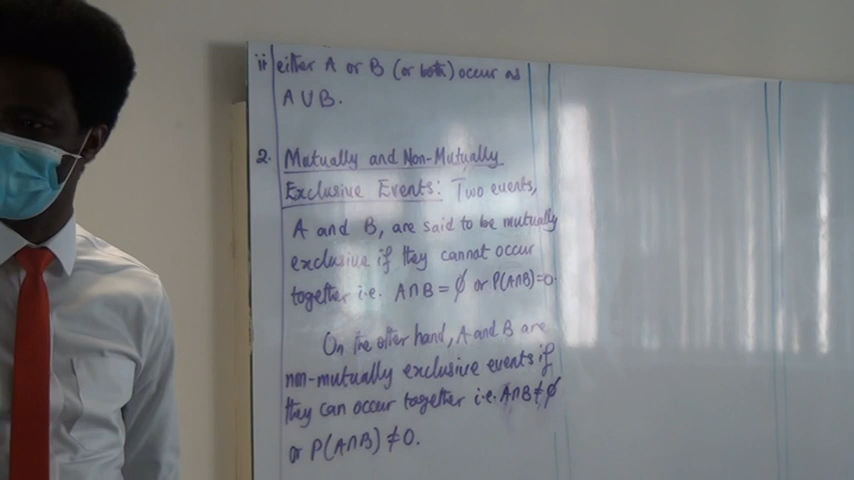 ii either A or B (or both) occur as
A ∪ B.
2. Mutually and Non-Mutually
Exclusive Events: Two events,
A and B, are said to be mutually
exclusive if they cannot occur
together i.e. A∩B = ∅ or P(A∩B)=0.
On the other hand, A and B are
non-mutually exclusive events if
they can occur together i.e. A∩B ≠ ∅
or P(A∩B) ≠ 0.